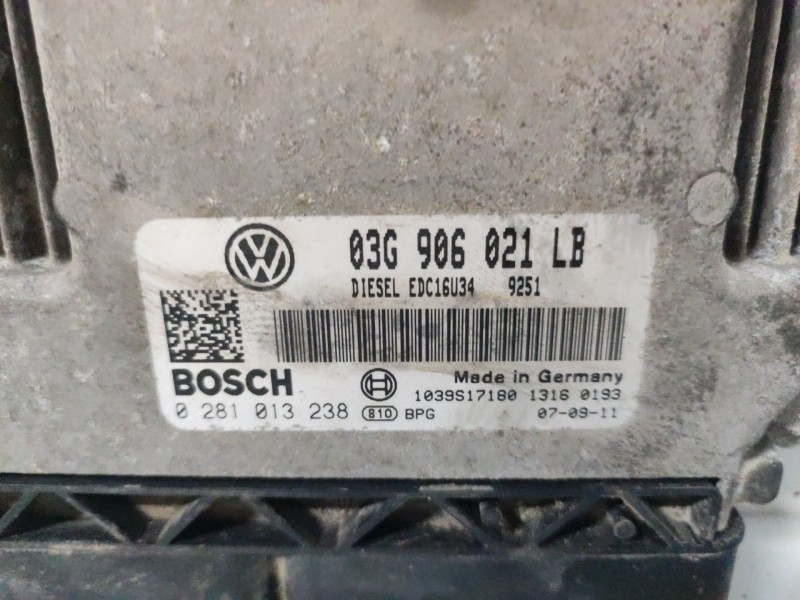 03G 906 021 LB
DIESEL EDC16U34 9251
BOSCH
Made in Germany
1039S17180 1316 0193
0 281 013 238 810 BPG 07-09-11